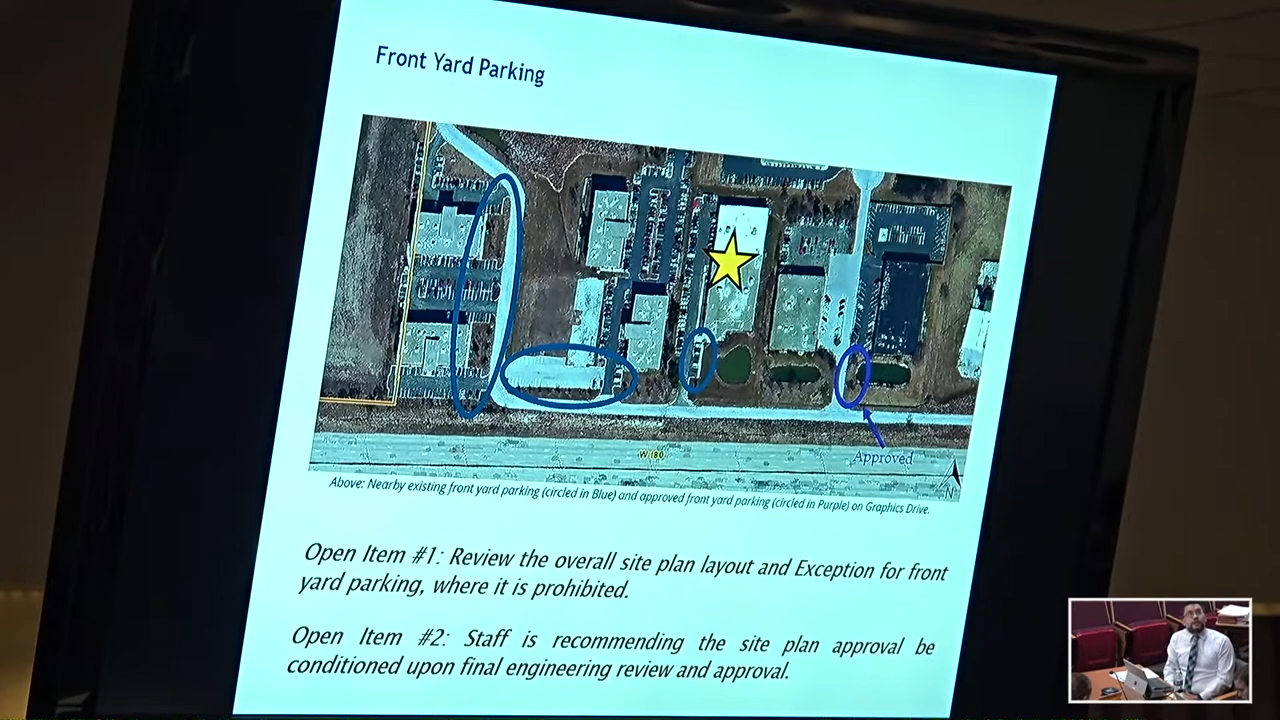 Front Yard Parking
W I80
Approved
N
Above: Nearby existing front yard parking (circled in Blue) and approved front yard parking (circled in Purple) on Graphics Drive.
Open Item #1: Review the overall site plan layout and Exception for front
yard parking, where it is prohibited.
Open Item #2: Staff is recommending the site plan approval be
conditioned upon final engineering review and approval.